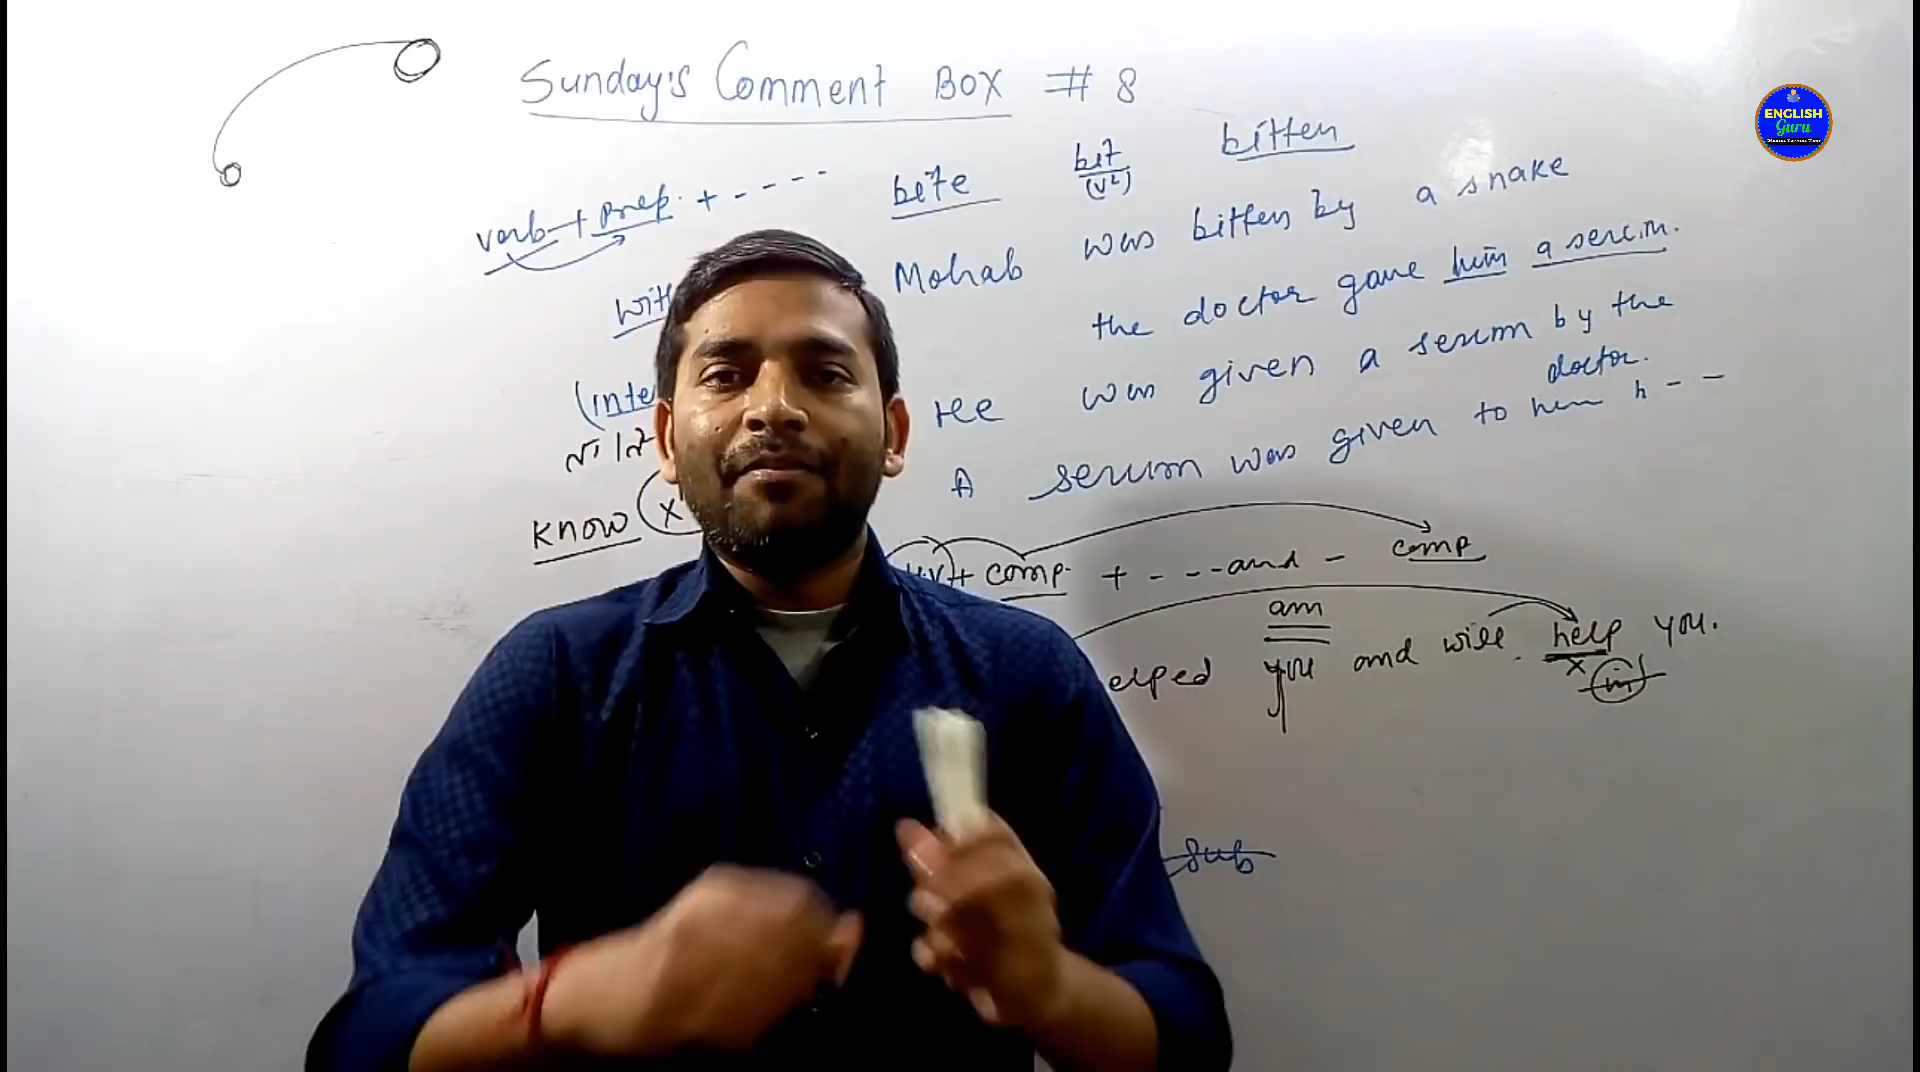 Sunday's Comment BOX # 8
ENGLISH
Guru
verb + prep. + - - - -
bite bit bitten
(V²)
Mohab was bitten by a snake
the doctor gave him a serum.
He was given a serum by the
doctor.
A serum was given to him b - -
know (x
+ comp. + - - - and - comp
am
elped you and will help you.
x
sub